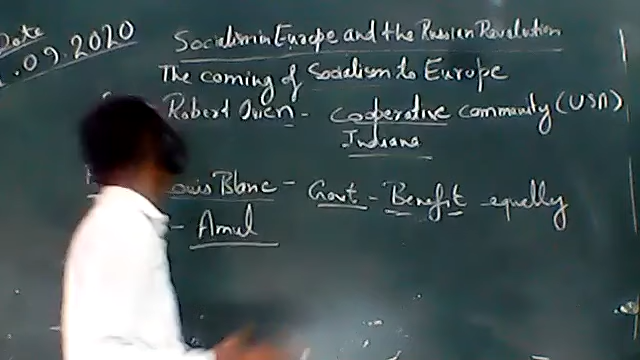 Date
.09.2020
Socialism in Europe and the Russian Revolution
The coming of Socialism to Europe
Robert Owen - cooperative community (USA)
Indiana
ouis Blanc - Govt - Benefit equally
- Amul